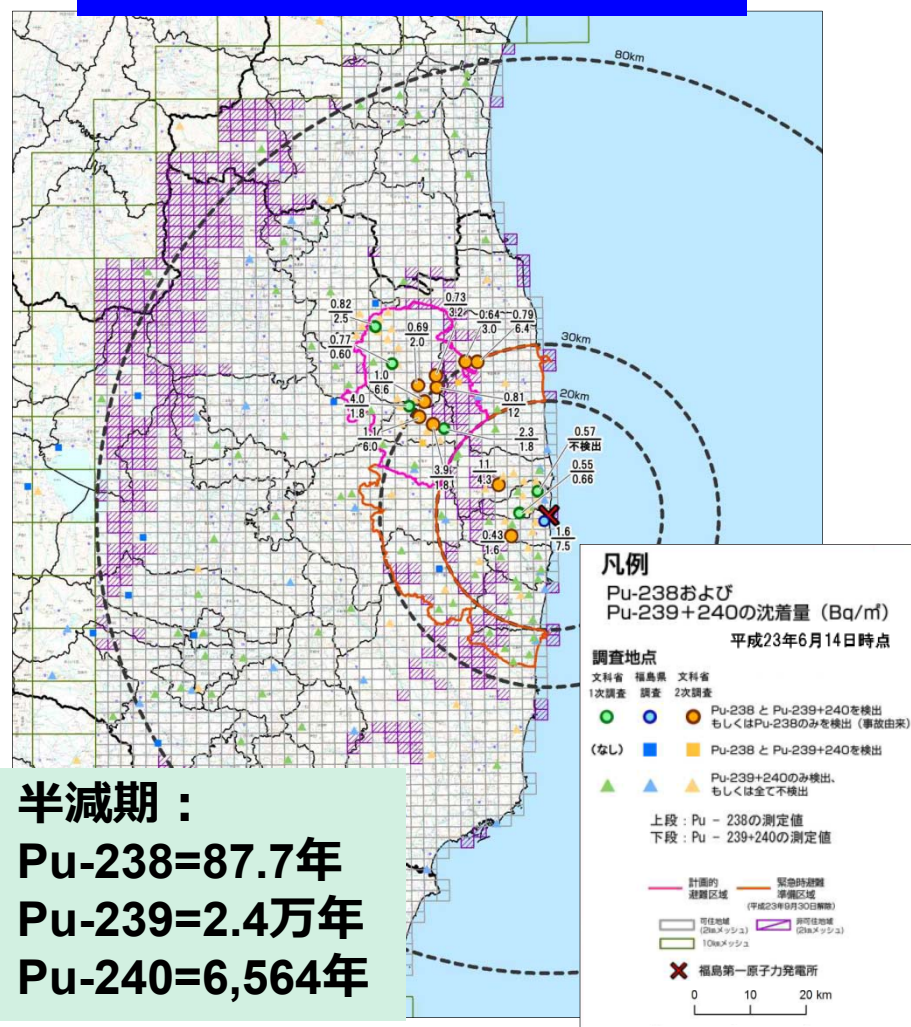 80km
30km
20km
0.82
2.5
0.77
0.60
0.69
2.0
0.73
3.2
0.64
3.0
0.79
6.4
1.0
6.6
4.0
1.8
1.1
6.0
0.81
12
2.3
1.8
3.9
1.8
11
4.3
0.57
不検出
0.55
0.66
0.43
1.6
1.6
7.5
凡例
Pu-238および
Pu-239+240の沈着量（Bq/㎡）
平成23年6月14日時点
調査地点
文科省 福島県 文科省
1次調査 調査 2次調査
Pu-238 と Pu-239+240を検出
もしくはPu-238のみを検出（事故由来）
(なし) Pu-238 と Pu-239+240を検出
Pu-239+240のみ検出、
もしくは全て不検出
上段：Pu - 238の測定値
下段：Pu - 239+240の測定値
計画的 緊急時避難
避難区域 準備区域
(平成23年9月30日解除)
可住地域 非可住地域
(2kmメッシュ) (2kmメッシュ)
10kmメッシュ
福島第一原子力発電所
0 10 20 km
半減期：
Pu-238=87.7年
Pu-239=2.4万年
Pu-240=6,564年